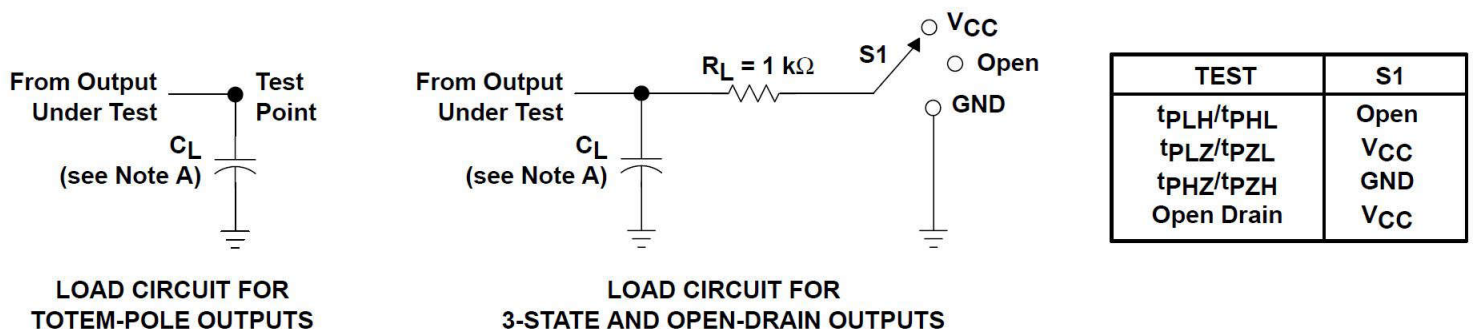 From Output
Under Test
Test
Point
CL
(see Note A)
LOAD CIRCUIT FOR
TOTEM-POLE OUTPUTS
From Output
Under Test
RL = 1 kΩ
S1
VCC
Open
GND
CL
(see Note A)
LOAD CIRCUIT FOR
3-STATE AND OPEN-DRAIN OUTPUTS
TEST S1
tPLH/tPHL Open
tPLZ/tPZL VCC
tPHZ/tPZH GND
Open Drain VCC